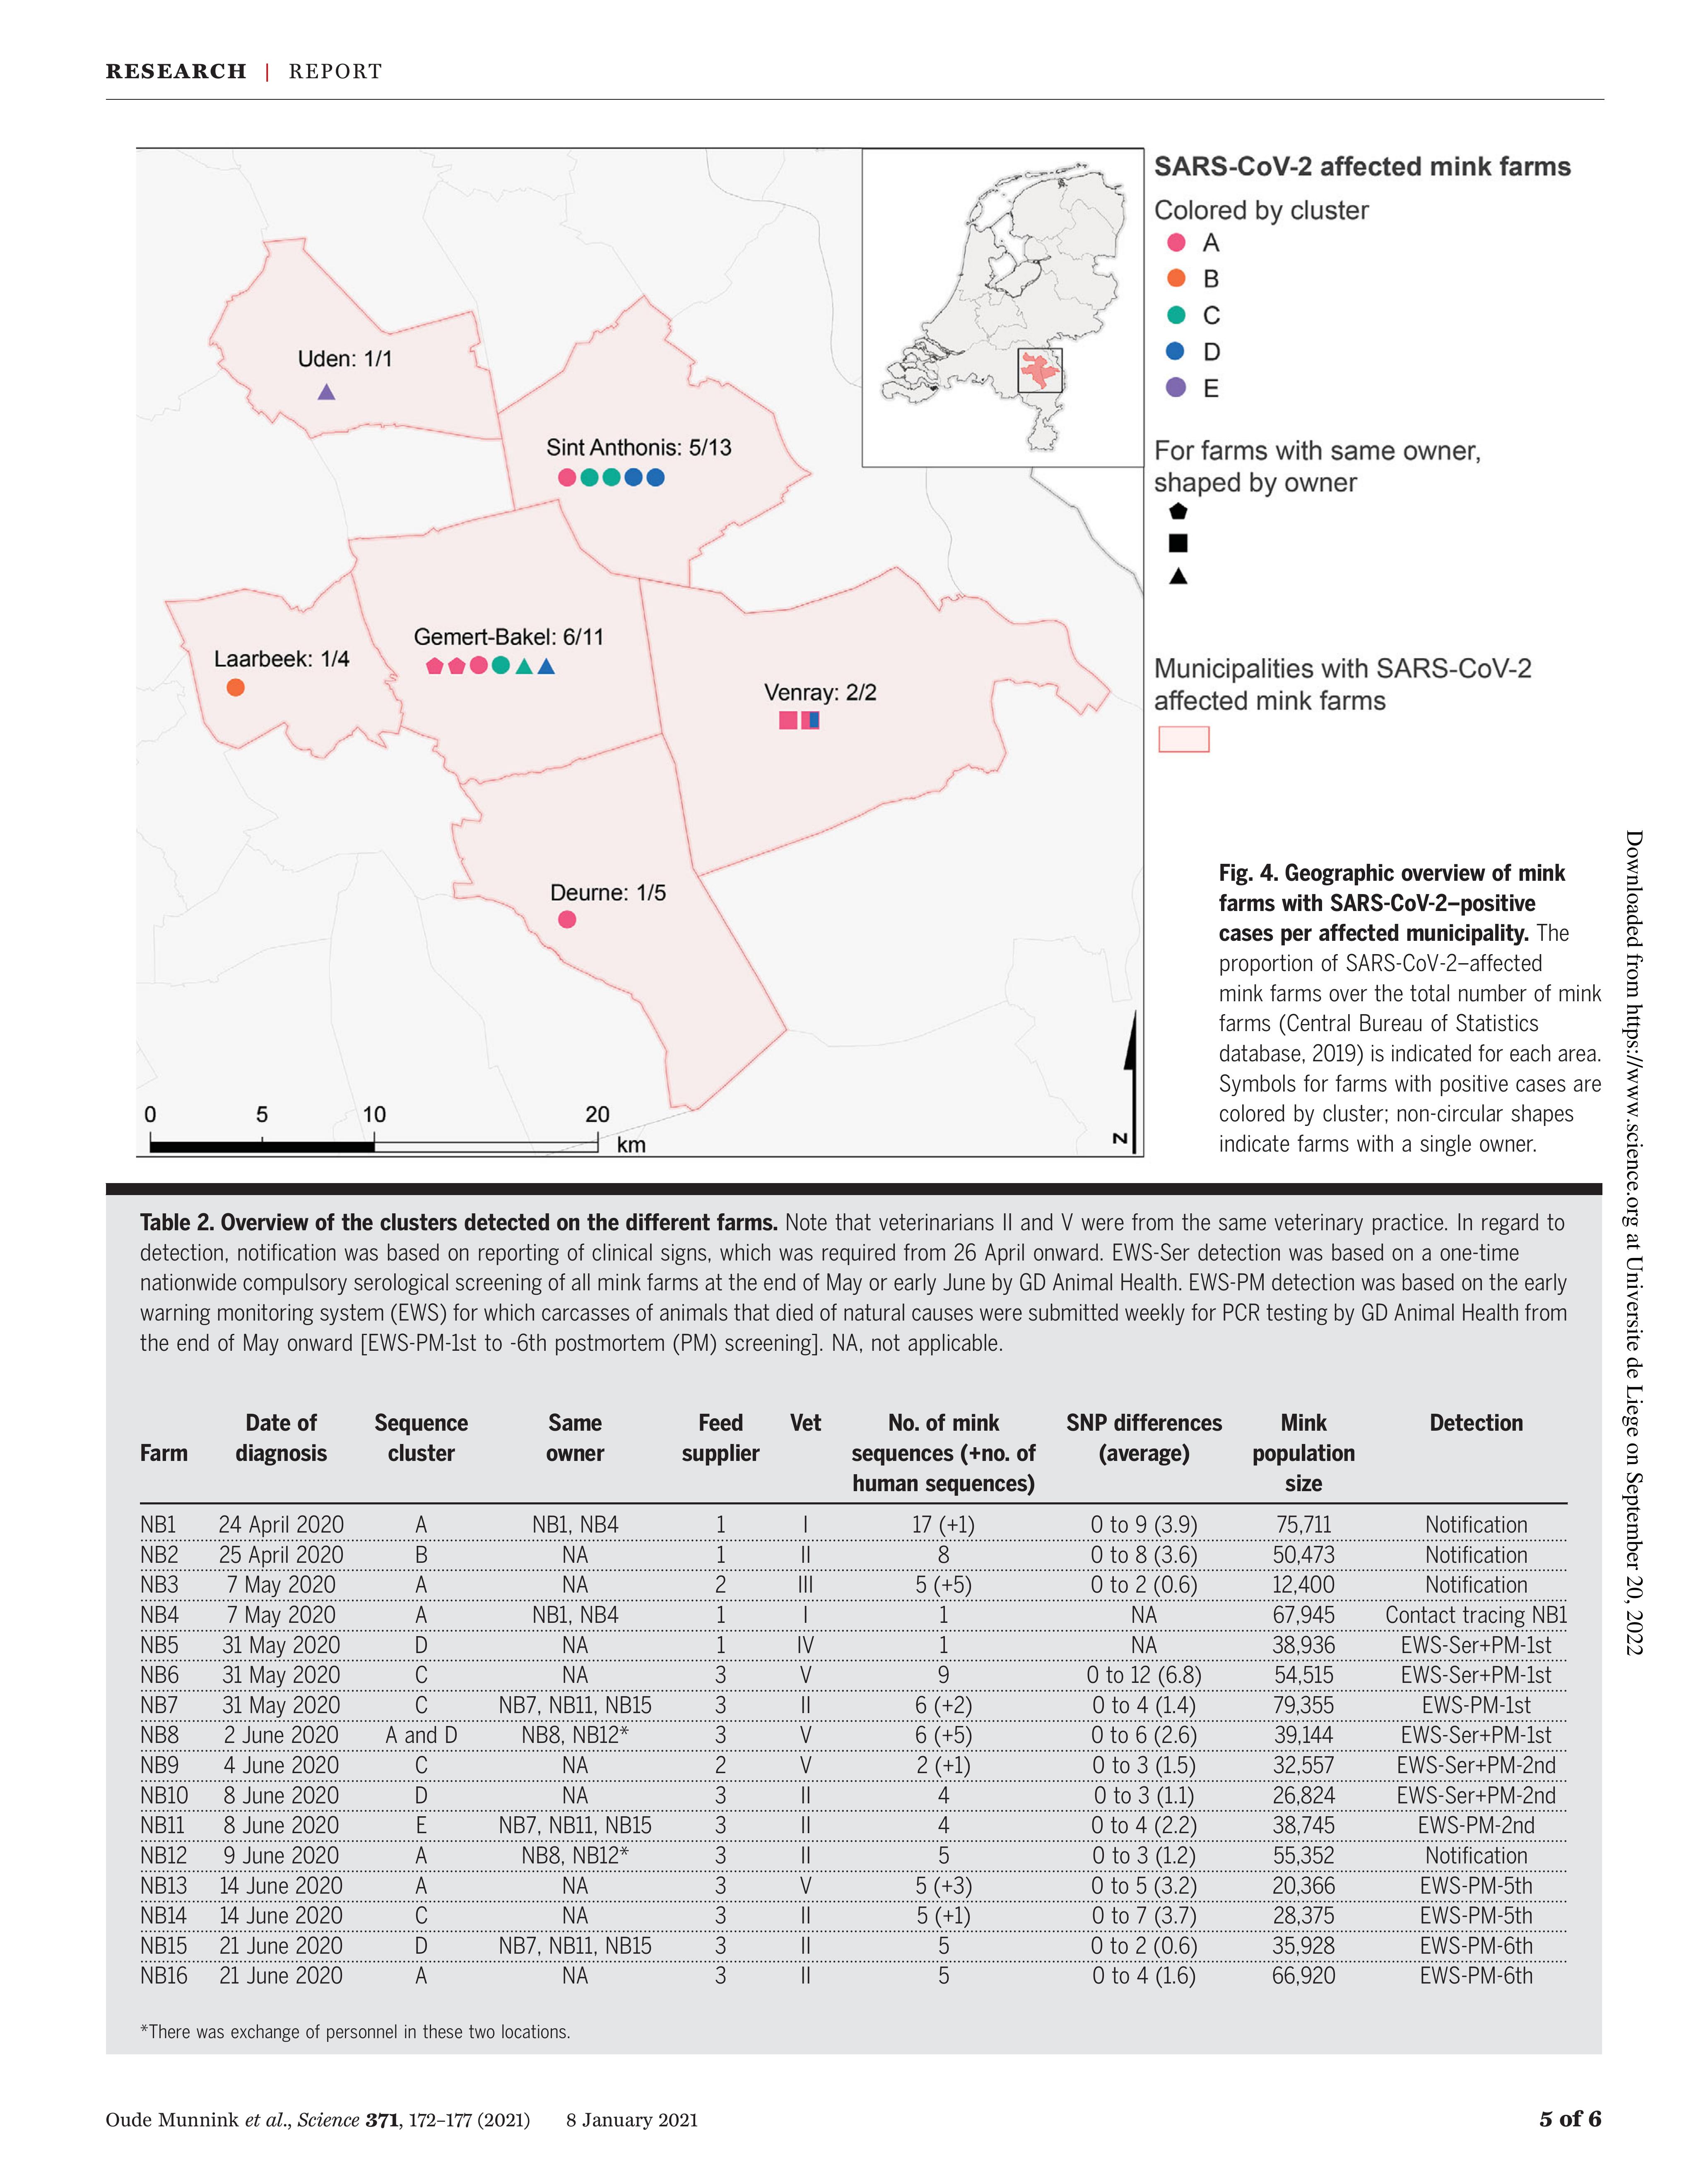 RESEARCH | REPORT
Uden: 1/1
Sint Anthonis: 5/13
Laarbeek: 1/4
Gemert-Bakel: 6/11
Venray: 2/2
Deurne: 1/5
0 5 10 20
km
N
SARS-CoV-2 affected mink farms
Colored by cluster
A
B
C
D
E
For farms with same owner,
shaped by owner
Municipalities with SARS-CoV-2
affected mink farms
Fig. 4. Geographic overview of mink
farms with SARS-CoV-2–positive
cases per affected municipality. The
proportion of SARS-CoV-2–affected
mink farms over the total number of mink
farms (Central Bureau of Statistics
database, 2019) is indicated for each area.
Symbols for farms with positive cases are
colored by cluster; non-circular shapes
indicate farms with a single owner.
Table 2. Overview of the clusters detected on the different farms. Note that veterinarians II and V were from the same veterinary practice. In regard to
detection, notification was based on reporting of clinical signs, which was required from 26 April onward. EWS-Ser detection was based on a one-time
nationwide compulsory serological screening of all mink farms at the end of May or early June by GD Animal Health. EWS-PM detection was based on the early
warning monitoring system (EWS) for which carcasses of animals that died of natural causes were submitted weekly for PCR testing by GD Animal Health from
the end of May onward [EWS-PM-1st to -6th postmortem (PM) screening]. NA, not applicable.
Farm Date of diagnosis Sequence cluster Same owner Feed supplier Vet No. of mink sequences (+no. of human sequences) SNP differences (average) Mink population size Detection
NB1 24 April 2020 A NB1, NB4 1 I 17 (+1) 0 to 9 (3.9) 75,711 Notification
NB2 25 April 2020 B NA 1 II 8 0 to 8 (3.6) 50,473 Notification
NB3 7 May 2020 A NA 2 III 5 (+5) 0 to 2 (0.6) 12,400 Notification
NB4 7 May 2020 A NB1, NB4 1 I 1 NA 67,945 Contact tracing NB1
NB5 31 May 2020 D NA 1 IV 1 NA 38,936 EWS-Ser+PM-1st
NB6 31 May 2020 C NA 3 V 9 0 to 12 (6.8) 54,515 EWS-Ser+PM-1st
NB7 31 May 2020 C NB7, NB11, NB15 3 II 6 (+2) 0 to 4 (1.4) 79,355 EWS-PM-1st
NB8 2 June 2020 A and D NB8, NB12* 3 V 6 (+5) 0 to 6 (2.6) 39,144 EWS-Ser+PM-1st
NB9 4 June 2020 C NA 2 V 2 (+1) 0 to 3 (1.5) 32,557 EWS-Ser+PM-2nd
NB10 8 June 2020 D NA 3 II 4 0 to 3 (1.1) 26,824 EWS-Ser+PM-2nd
NB11 8 June 2020 E NB7, NB11, NB15 3 II 4 0 to 4 (2.2) 38,745 EWS-PM-2nd
NB12 9 June 2020 A NB8, NB12* 3 II 5 0 to 3 (1.2) 55,352 Notification
NB13 14 June 2020 A NA 3 V 5 (+3) 0 to 5 (3.2) 20,366 EWS-PM-5th
NB14 14 June 2020 C NA 3 II 5 (+1) 0 to 7 (3.7) 28,375 EWS-PM-5th
NB15 21 June 2020 D NB7, NB11, NB15 3 II 5 0 to 2 (0.6) 35,928 EWS-PM-6th
NB16 21 June 2020 A NA 3 II 5 0 to 4 (1.6) 66,920 EWS-PM-6th
*There was exchange of personnel in these two locations.
Oude Munnink et al., Science 371, 172–177 (2021) 8 January 2021
5 of 6
Downloaded from https://www.science.org at Universite de Liege on September 20, 2022